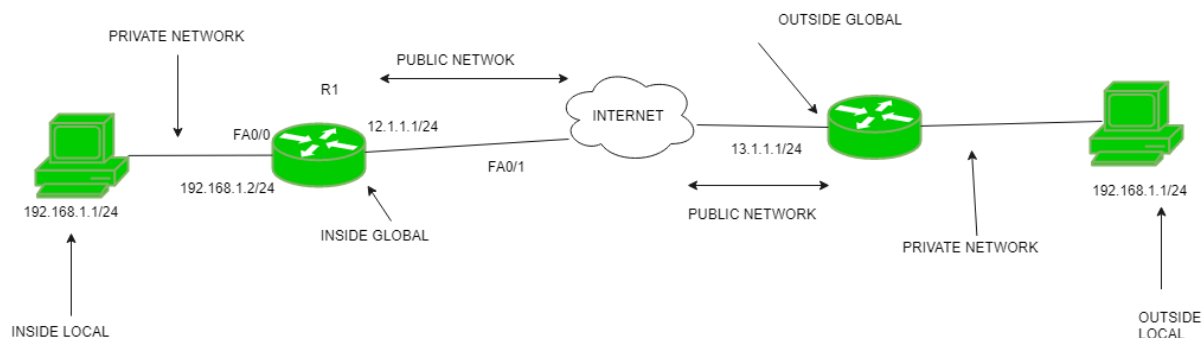 OUTSIDE GLOBAL
PRIVATE NETWORK
PUBLIC NETWOK
R1
INTERNET
12.1.1.1/24
FA0/0
13.1.1.1/24
FA0/1
192.168.1.2/24
192.168.1.1/24
192.168.1.1/24
PUBLIC NETWORK
INSIDE GLOBAL
PRIVATE NETWORK
INSIDE LOCAL
OUTSIDE
LOCAL